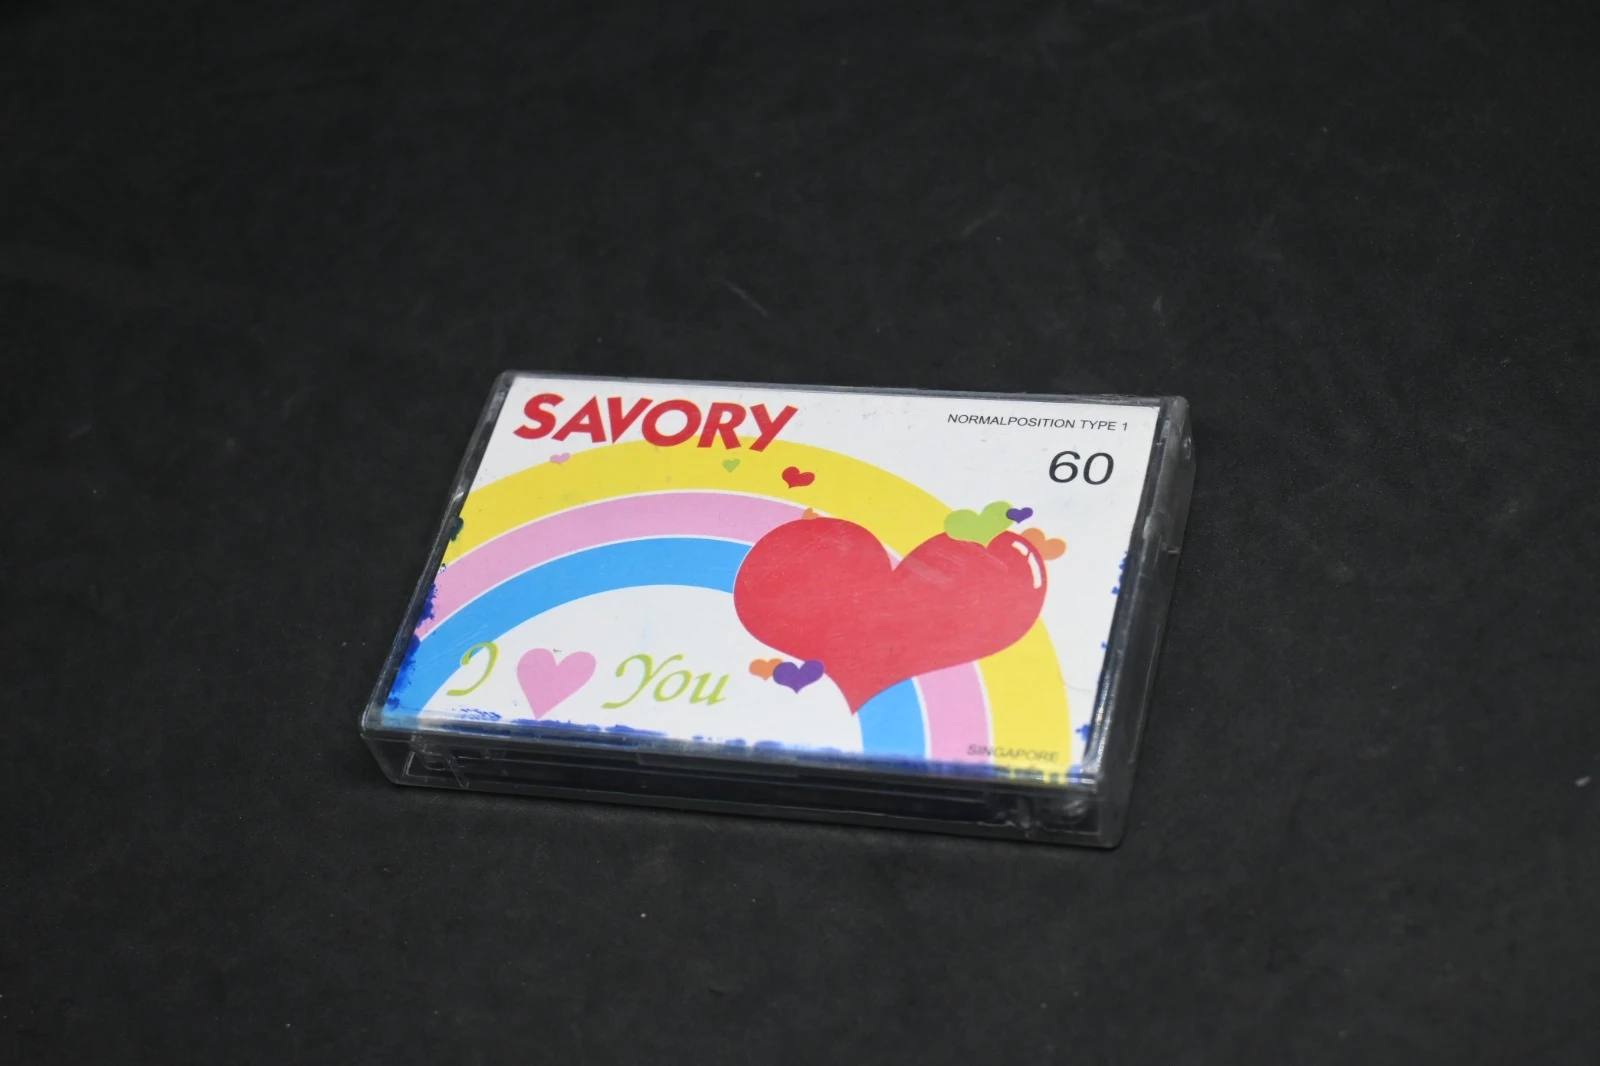 SAVORY
NORMALPOSITION TYPE 1
60
I You
SINGAPORE